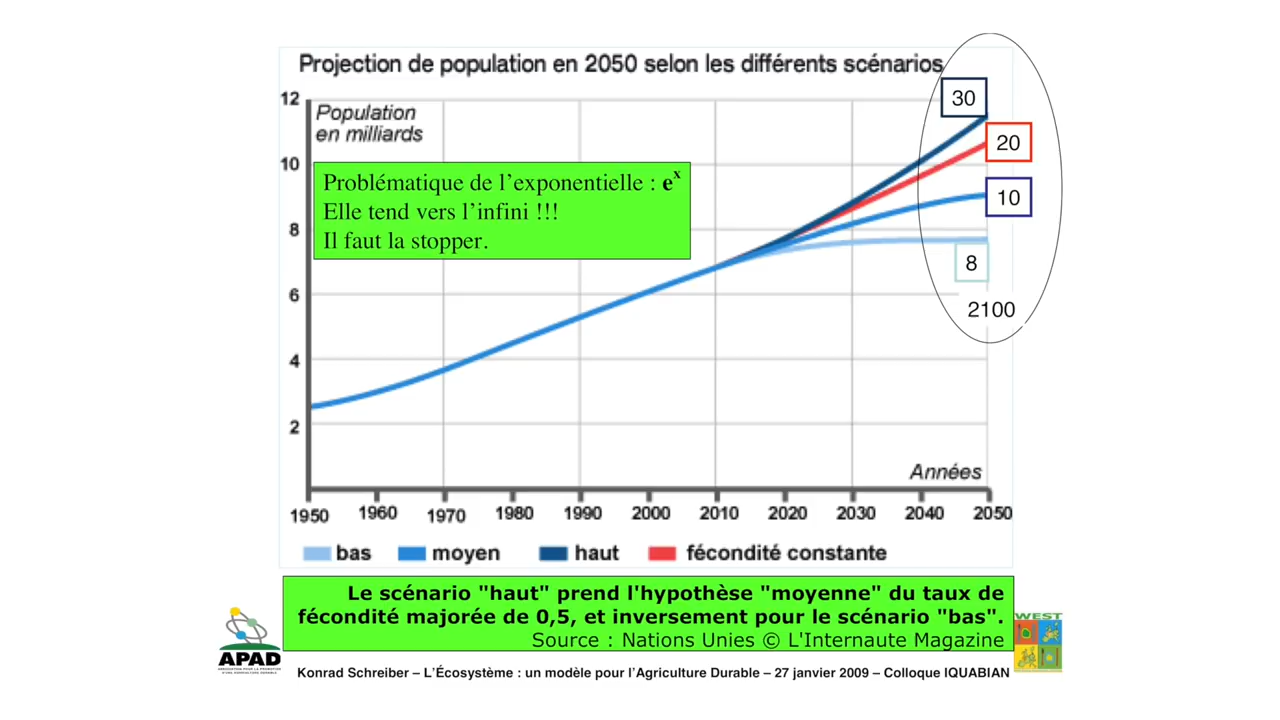 Projection de population en 2050 selon les différents scénarios
30
12
Population
en milliards
20
10
Problématique de l'exponentielle : eˣ
Elle tend vers l'infini !!!
Il faut la stopper.
10
8
8
6
2100
4
2
Années
1950 1960 1970 1980 1990 2000 2010 2020 2030 2040 2050
bas moyen haut fécondité constante
Le scénario "haut" prend l'hypothèse "moyenne" du taux de
fécondité majorée de 0,5, et inversement pour le scénario "bas".
Source : Nations Unies © L'Internaute Magazine
WEST
APAD
Konrad Schreiber – L'Écosystème : un modèle pour l'Agriculture Durable – 27 janvier 2009 – Colloque IQUABIAN